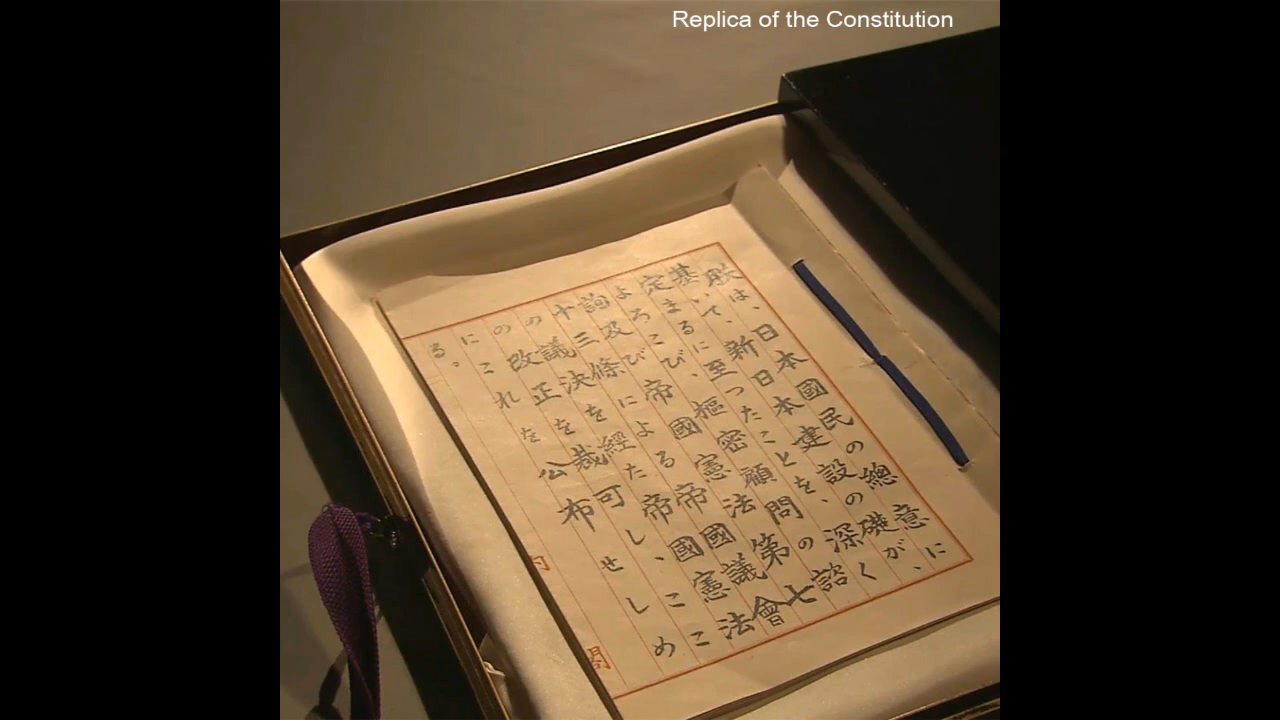 Replica of the Constitution
朕は、日本國民の總意に
基いて、新日本建設の礎が、
定まるに至つたことを、深く
よろこび、樞密顧問の諮
詢及び帝國憲法第七
十三條による帝國議會
の議決を經た帝國憲法
の改正を裁可し、ここ
にこれを公布せしめ
る。
内閣